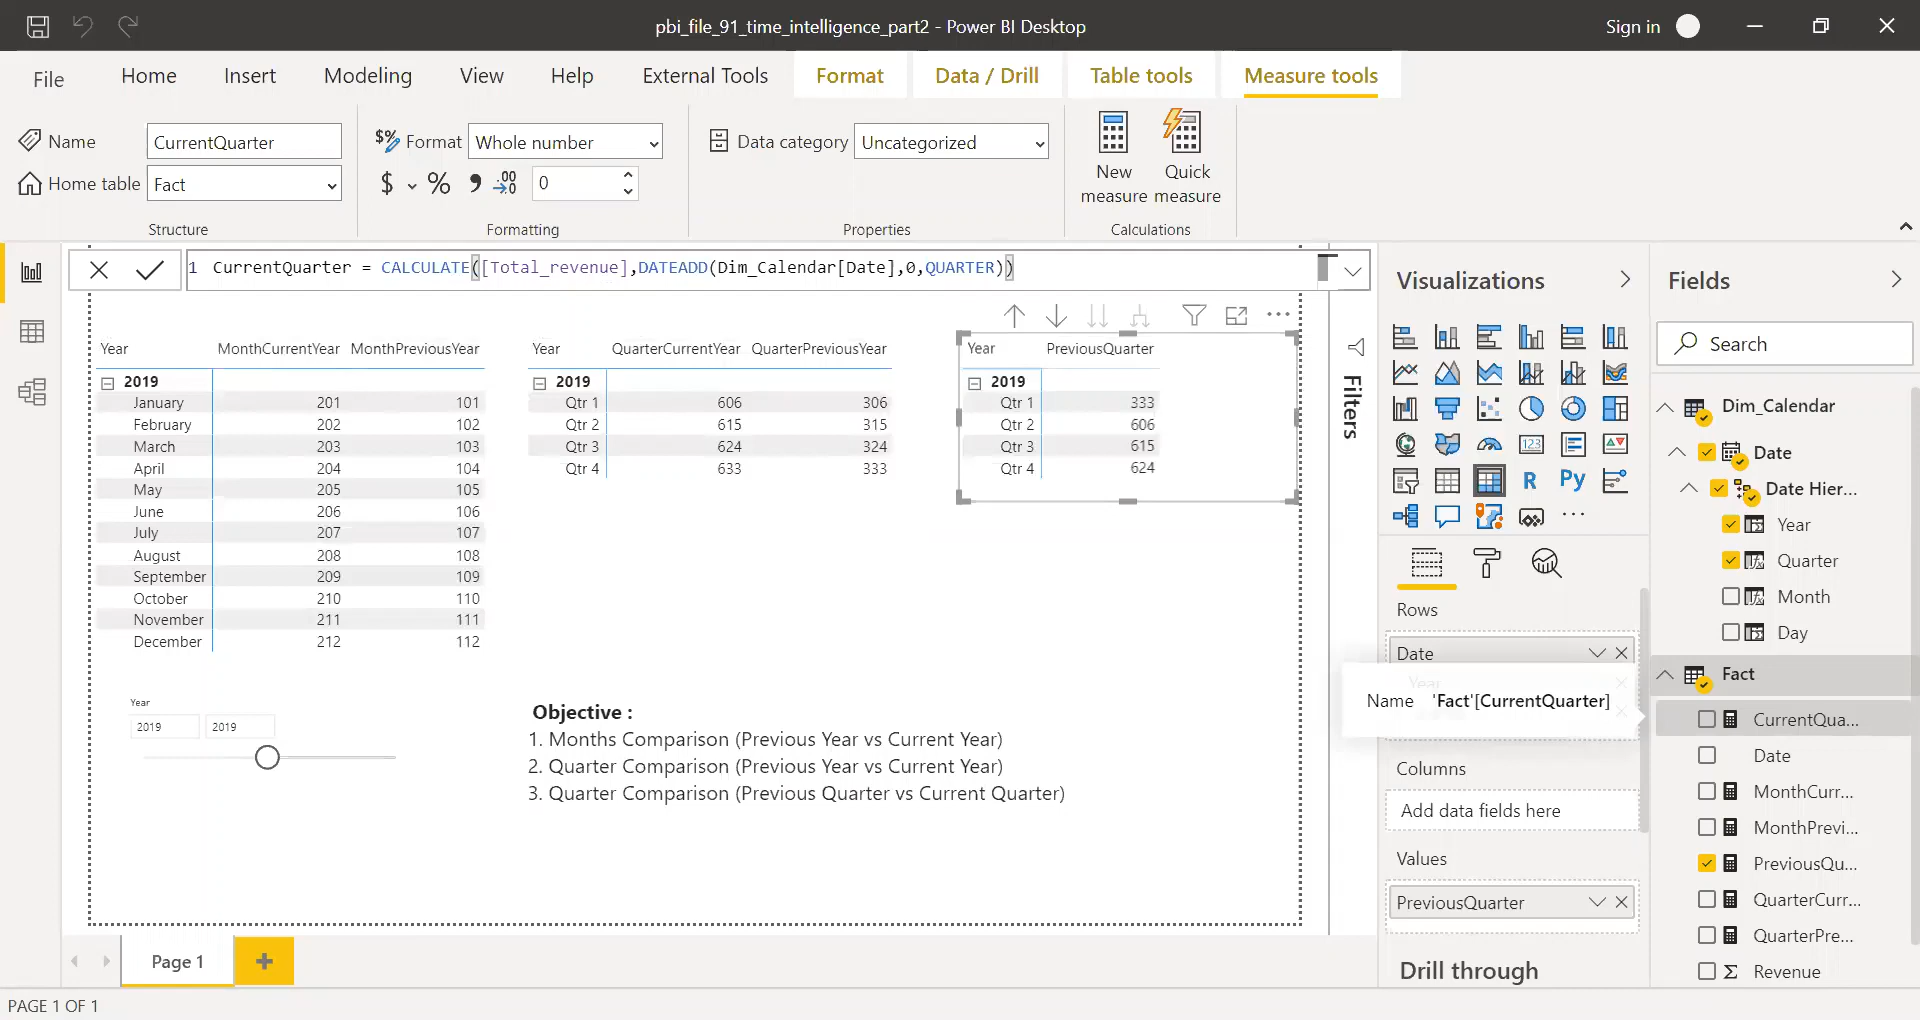 pbi_file_91_time_intelligence_part2 - Power BI Desktop
Sign in
File Home Insert Modeling View Help External Tools Format Data / Drill Table tools Measure tools
Name CurrentQuarter
Home table Fact
Structure
$% Format Whole number
$ % 9 .00 0
Formatting
Data category Uncategorized
Properties
New measure
Quick measure
Calculations
1 CurrentQuarter = CALCULATE([Total_revenue],DATEADD(Dim_Calendar[Date],0,QUARTER))
Year MonthCurrentYear MonthPreviousYear
2019
January 201 101
February 202 102
March 203 103
April 204 104
May 205 105
June 206 106
July 207 107
August 208 108
September 209 109
October 210 110
November 211 111
December 212 112
Year QuarterCurrentYear QuarterPreviousYear
2019
Qtr 1 606 306
Qtr 2 615 315
Qtr 3 624 324
Qtr 4 633 333
Year PreviousQuarter
2019
Qtr 1 333
Qtr 2 606
Qtr 3 615
Qtr 4 624
Year
2019 2019
Objective :
1. Months Comparison (Previous Year vs Current Year)
2. Quarter Comparison (Previous Year vs Current Year)
3. Quarter Comparison (Previous Quarter vs Current Quarter)
Filters
Visualizations
123
R Py
Rows
Date
Year
Name 'Fact'[CurrentQuarter]
Columns
Add data fields here
Values
PreviousQuarter
Drill through
Fields
Search
Dim_Calendar
Date
Date Hier...
Year
Quarter
Month
Day
Fact
CurrentQua...
Date
MonthCurr...
MonthPrevi...
PreviousQu...
QuarterCurr...
QuarterPre...
Revenue
Page 1
PAGE 1 OF 1